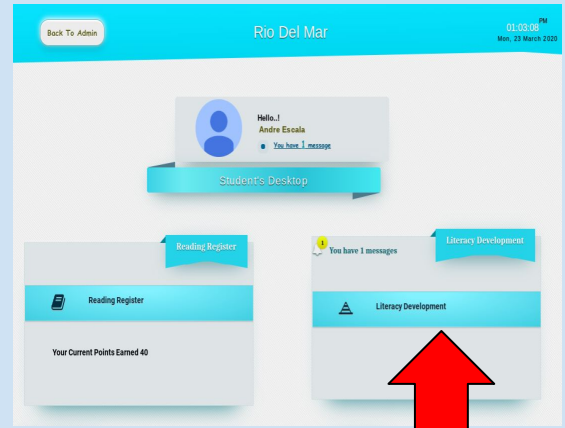 Back To Admin
Rio Del Mar
01:03:08 PM
Mon, 23 March 2020
Hello..!
Andre Escala
You have 1 message
Student's Desktop
Reading Register
Reading Register
Your Current Points Earned 40
1
You have 1 messages
Literacy Development
Literacy Development